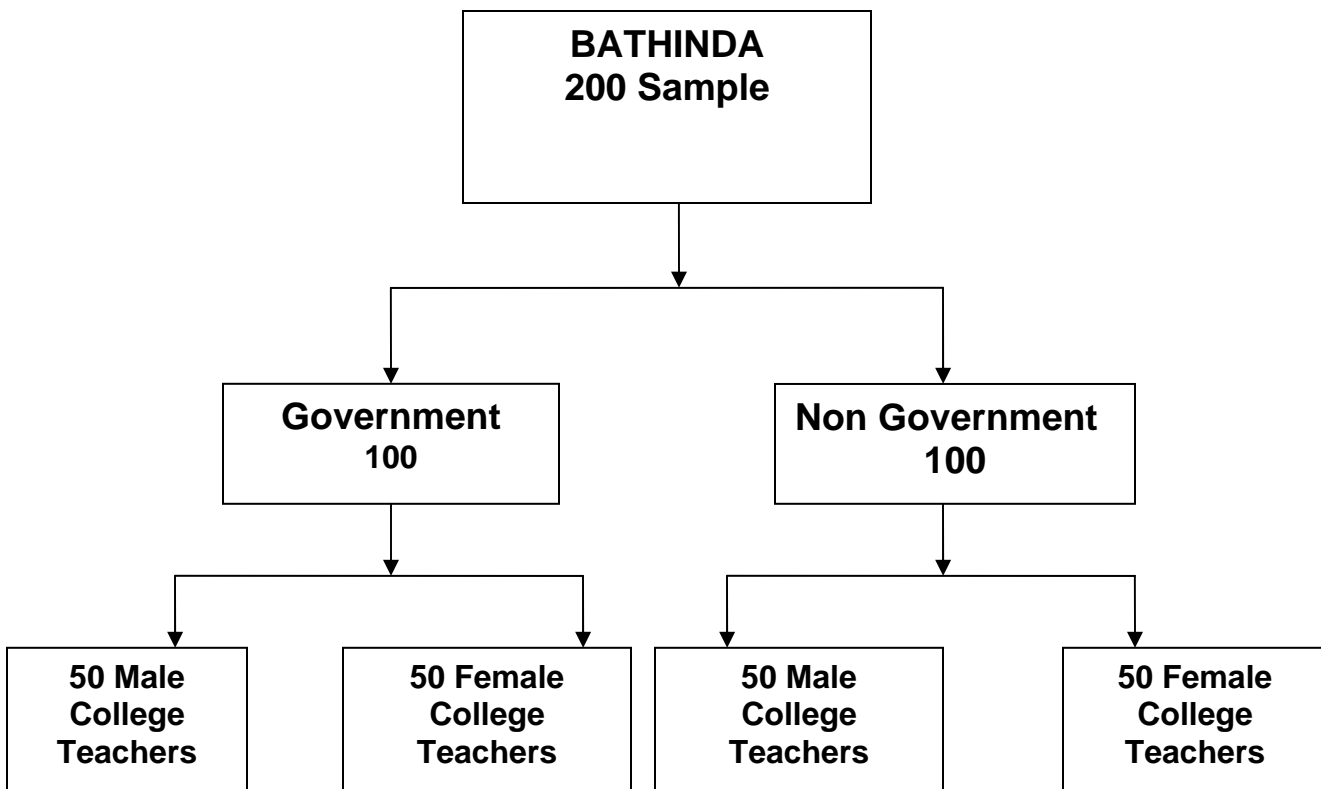 BATHINDA
200 Sample
Government
100
Non Government
100
50 Male
College
Teachers
50 Female
College
Teachers
50 Male
College
Teachers
50 Female
College
Teachers